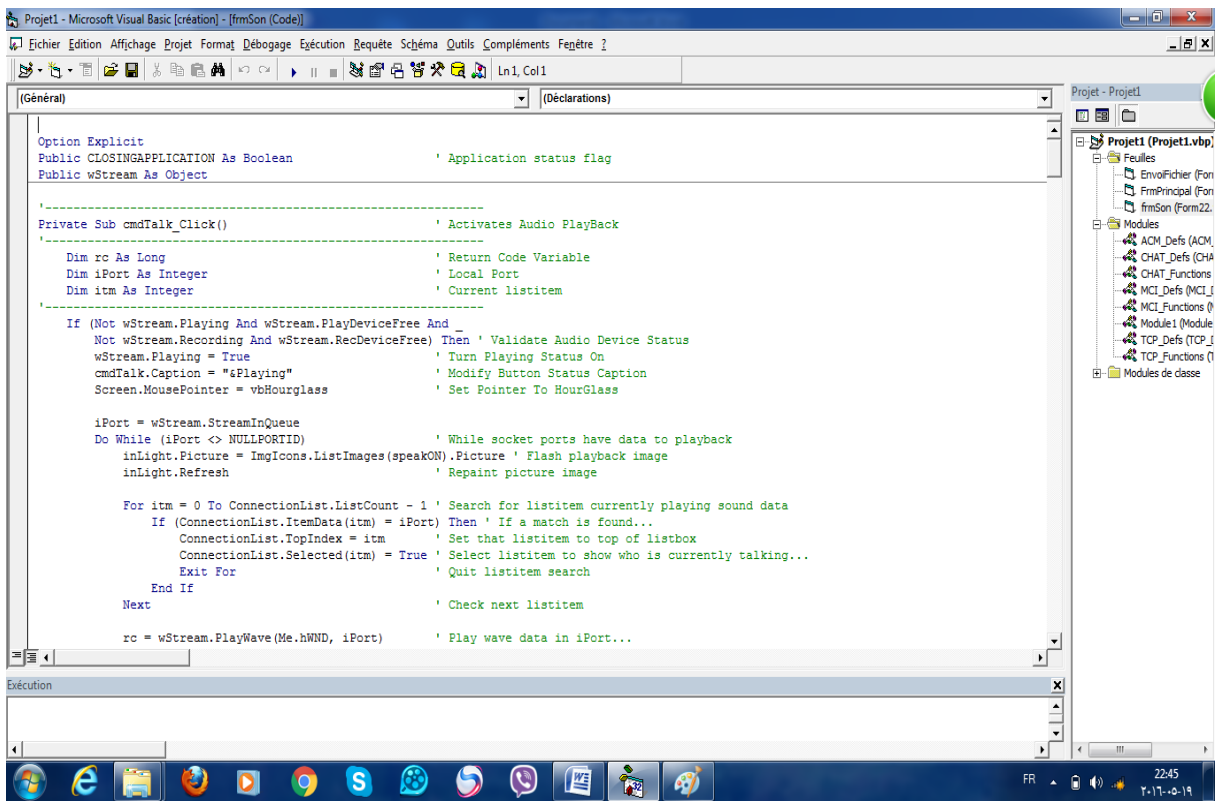 Projet1 - Microsoft Visual Basic [création] - [frmSon (Code)]
Fichier Edition Affichage Projet Format Débogage Exécution Requête Schéma Outils Compléments Fenêtre ?
Ln 1, Col 1
(Général) (Déclarations)
Option Explicit
Public CLOSINGAPPLICATION As Boolean ' Application status flag
Public wStream As Object
'--------------------------------------------------------------
Private Sub cmdTalk_Click() ' Activates Audio PlayBack
'--------------------------------------------------------------
Dim rc As Long ' Return Code Variable
Dim iPort As Integer ' Local Port
Dim itm As Integer ' Current listitem
'--------------------------------------------------------------
If (Not wStream.Playing And wStream.PlayDeviceFree And _
Not wStream.Recording And wStream.RecDeviceFree) Then ' Validate Audio Device Status
wStream.Playing = True ' Turn Playing Status On
cmdTalk.Caption = "&Playing" ' Modify Button Status Caption
Screen.MousePointer = vbHourglass ' Set Pointer To HourGlass
iPort = wStream.StreamInQueue
Do While (iPort <> NULLPORTID) ' While socket ports have data to playback
inLight.Picture = ImgIcons.ListImages(speakON).Picture ' Flash playback image
inLight.Refresh ' Repaint picture image
For itm = 0 To ConnectionList.ListCount - 1 ' Search for listitem currently playing sound data
If (ConnectionList.ItemData(itm) = iPort) Then ' If a match is found...
ConnectionList.TopIndex = itm ' Set that listitem to top of listbox
ConnectionList.Selected(itm) = True ' Select listitem to show who is currently talking...
Exit For ' Quit listitem search
End If
Next ' Check next listitem
rc = wStream.PlayWave(Me.hWND, iPort) ' Play wave data in iPort...
Projet - Projet1
Projet1 (Projet1.vbp)
Feuilles
EnvoiFichier (Forr
FrmPrincipal (Forr
frmSon (Form22.
Modules
ACM_Defs (ACM_
CHAT_Defs (CHA
CHAT_Functions
MCI_Defs (MCI_D
MCI_Functions (M
Module1 (Module
TCP_Defs (TCP_D
TCP_Functions (T
Modules de classe
Exécution
FR
22:45
٢٠١٦-٠٥-١٩